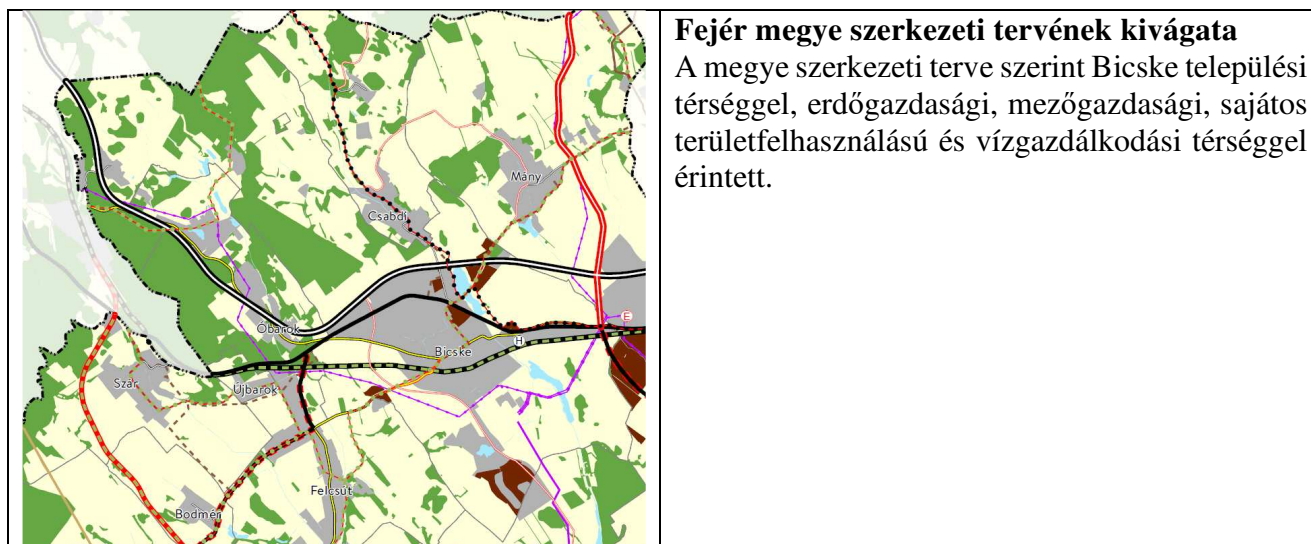 Fejér megye szerkezeti tervének kivágata
A megye szerkezeti terve szerint Bicske települési
térséggel, erdőgazdasági, mezőgazdasági, sajátos
területfelhasználású és vízgazdálkodási térséggel
érintett.
Mány
Csabdi
Óbarok
É
H
Bicske
Szár
Újbarok
Felcsút
Bodmér